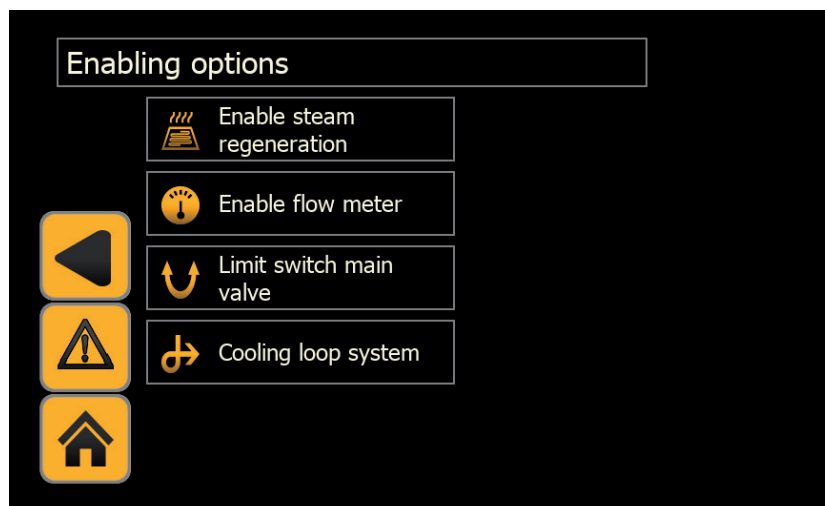 Enabling options
Enable steam
regeneration
Enable flow meter
Limit switch main
valve
Cooling loop system